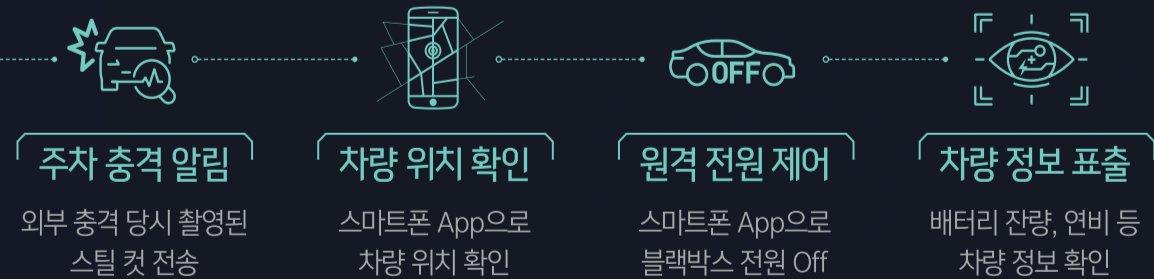 OFF
주차 충격 알림
외부 충격 당시 촬영된
스틸 컷 전송
차량 위치 확인
스마트폰 App으로
차량 위치 확인
원격 전원 제어
스마트폰 App으로
블랙박스 전원 Off
차량 정보 표출
배터리 잔량, 연비 등
차량 정보 확인